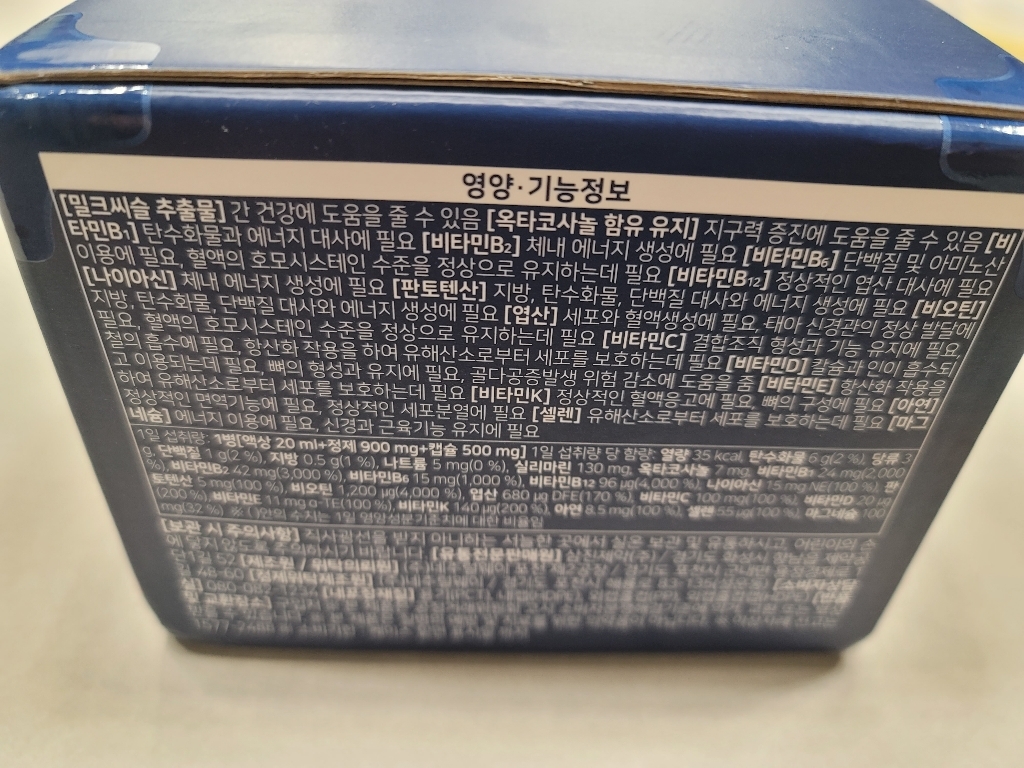 영양·기능정보
[밀크씨슬 추출물] 간 건강에 도움을 줄 수 있음 [옥타코사놀 함유 유지] 지구력 증진에 도움을 줄 수 있음 [비
타민B₁] 탄수화물과 에너지 대사에 필요 [비타민B₂] 체내 에너지 생성에 필요 [비타민B₆] 단백질 및 아미노산
이용에 필요, 혈액의 호모시스테인 수준을 정상으로 유지하는데 필요 [비타민B₁₂] 정상적인 엽산 대사에 필요
[나이아신] 체내 에너지 생성에 필요 [판토텐산] 지방, 탄수화물, 단백질 대사와 에너지 생성에 필요 [비오틴]
지방, 탄수화물, 단백질 대사와 에너지 생성에 필요 [엽산] 세포와 혈액생성에 필요, 태아 신경관의 정상 발달에
필요, 혈액의 호모시스테인 수준을 정상으로 유지하는데 필요 [비타민C] 결합조직 형성과 기능 유지에 필요,
철의 흡수에 필요, 항산화 작용을 하여 유해산소로부터 세포를 보호하는데 필요 [비타민D] 칼슘과 인이 흡수되
고 이용되는데 필요, 뼈의 형성과 유지에 필요, 골다공증발생 위험 감소에 도움을 줌 [비타민E] 항산화 작용을
하여 유해산소로부터 세포를 보호하는데 필요 [비타민K] 정상적인 혈액응고에 필요, 뼈의 구성에 필요 [아연]
정상적인 면역기능에 필요, 정상적인 세포분열에 필요 [셀렌] 유해산소로부터 세포를 보호하는데 필요 [마그
네슘] 에너지 이용에 필요, 신경과 근육기능 유지에 필요
1일 섭취량: 1병[액상 20 ml+정제 900 mg+캡슐 500 mg] 1일 섭취량 당 함량: 열량 35 kcal, 탄수화물 6 g(2 %), 당류 3
g, 단백질 1 g(2 %), 지방 0.5 g(1 %), 나트륨 5 mg(0 %), 실리마린 130 mg, 옥타코사놀 7 mg, 비타민B₁ 24 mg(2,000
%), 비타민B₂ 42 mg(3,000 %), 비타민B₆ 15 mg(1,000 %), 비타민B₁₂ 96 μg(4,000 %), 나이아신 15 mg NE(100 %), 판
토텐산 5 mg(100 %), 비오틴 1,200 μg(4,000 %), 엽산 680 μg DFE(170 %), 비타민C 100 mg(100 %), 비타민D 20 μg
(200 %), 비타민E 11 mg α-TE(100 %), 비타민K 140 μg(200 %), 아연 8.5 mg(100 %), 셀렌 55 μg(100 %), 마그네슘 100
mg(32 %) ※ ( )안의 수치는 1일 영양성분기준치에 대한 비율임
[보관 시 주의사항] 직사광선을 받지 아니하는 서늘한 곳에서 실온 보관 및 유통하시고 어린이의 손
[유통전문판매원]